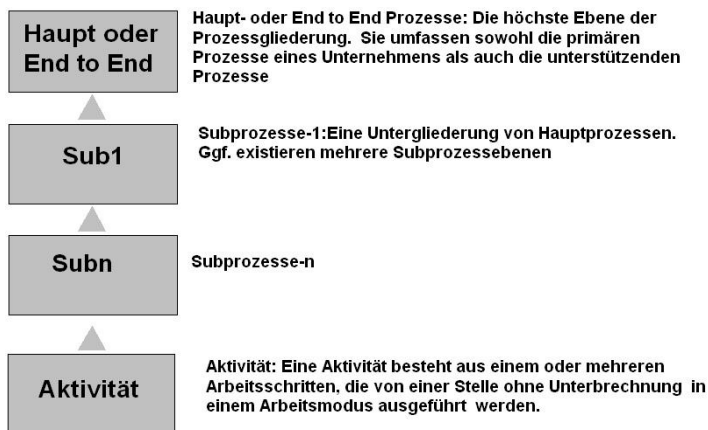 Haupt oder
End to End
Haupt- oder End to End Prozesse: Die höchste Ebene der
Prozessgliederung. Sie umfassen sowohl die primären
Prozesse eines Unternehmens als auch die unterstützenden
Prozesse
Sub1
Subprozesse-1:Eine Untergliederung von Hauptprozessen.
Ggf. existieren mehrere Subprozessebenen
Subn
Subprozesse-n
Aktivität
Aktivität: Eine Aktivität besteht aus einem oder mehreren
Arbeitsschritten, die von einer Stelle ohne Unterbrechnung in
einem Arbeitsmodus ausgeführt werden.